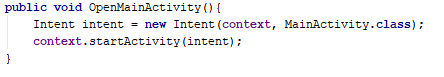 public void OpenMainActivity(){
    Intent intent = new Intent(context, MainActivity.class);
    context.startActivity(intent);
}